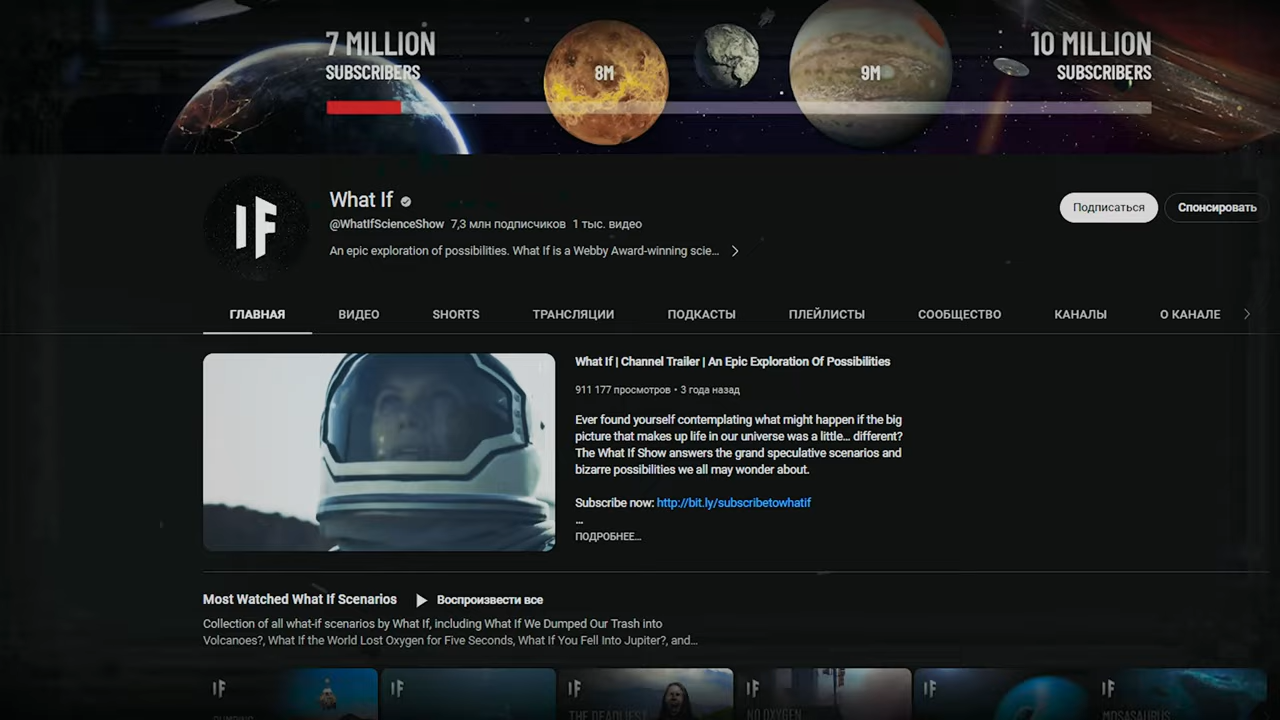 7 MILLION
SUBSCRIBERS
8M
9M
10 MILLION
SUBSCRIBERS
IF
What If
@WhatIfScienceShow 7,3 млн подписчиков 1 тыс. видео
An epic exploration of possibilities. What If is a Webby Award-winning scie...
Подписаться
Спонсировать
ГЛАВНАЯ ВИДЕО SHORTS ТРАНСЛЯЦИИ ПОДКАСТЫ ПЛЕЙЛИСТЫ СООБЩЕСТВО КАНАЛЫ О КАНАЛЕ
What If | Channel Trailer | An Epic Exploration Of Possibilities
911 177 просмотров • 3 года назад
Ever found yourself contemplating what might happen if the big
picture that makes up life in our universe was a little... different?
The What If Show answers the grand speculative scenarios and
bizarre possibilities we all may wonder about.
Subscribe now: http://bit.ly/subscribetowhatif
...
ПОДРОБНЕЕ...
Most Watched What If Scenarios Воспроизвести все
Collection of all what-if scenarios by What If, including What If We Dumped Our Trash into
Volcanoes?, What If the World Lost Oxygen for Five Seconds, What If You Fell Into Jupiter?, and...
IF IF IF IF IF IF
THE DEADLIEST NO OXYGEN MOSASAURUS